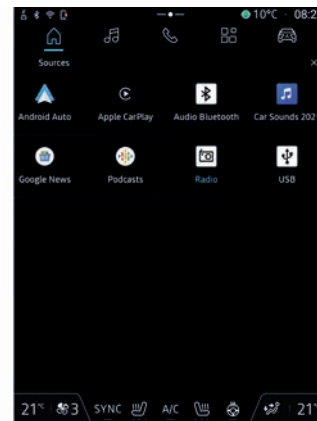 10°C 08:2
Sources
Android Auto Apple CarPlay Audio Bluetooth Car Sounds 202
Google News Podcasts Radio USB
21°C 3 SYNC A/C 21°